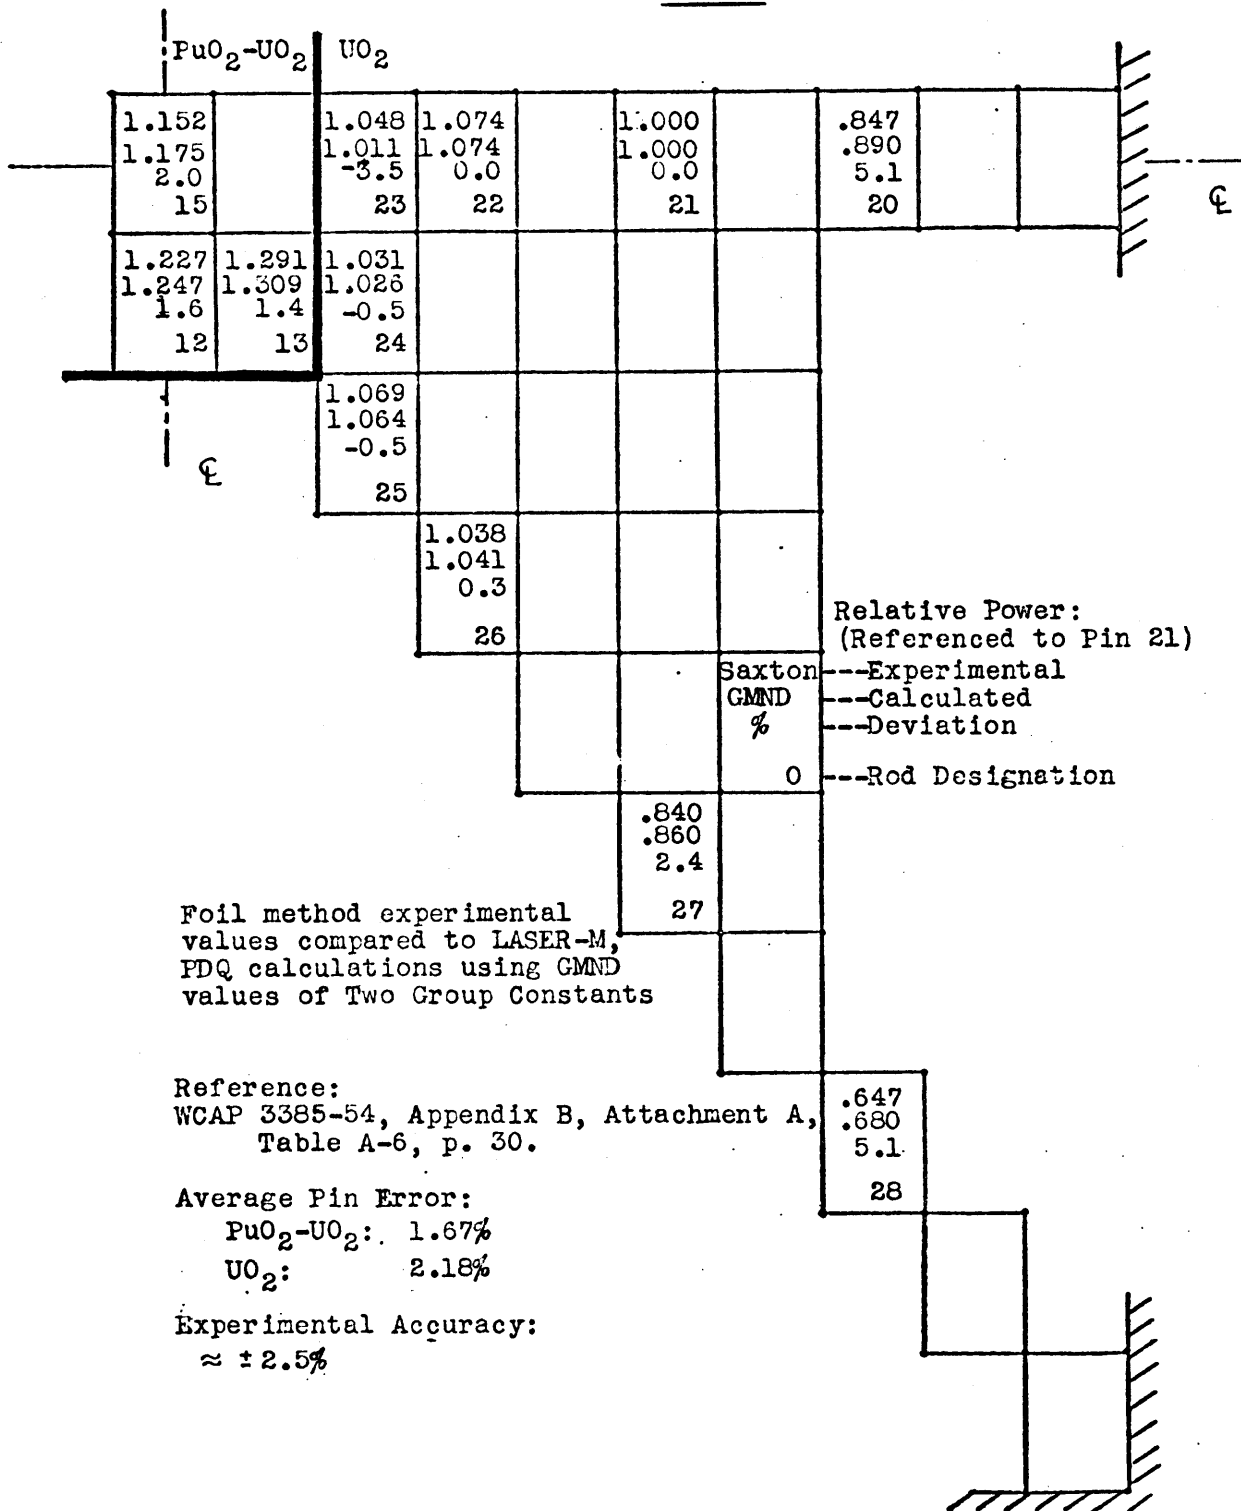 PuO2-UO2 UO2
1.152 1.048 1.074 1.000 .847
1.175 1.011 1.074 1.000 .890
2.0 -3.5 0.0 0.0 5.1
15 23 22 21 20
℄
1.227 1.291 1.031
1.247 1.309 1.026
1.6 1.4 -0.5
12 13 24
1.069
1.064
-0.5
25
℄
1.038
1.041
0.3
26
Relative Power:
(Referenced to Pin 21)
Saxton---Experimental
GMND ---Calculated
% ---Deviation
0 ---Rod Designation
.840
.860
2.4
27
Foil method experimental
values compared to LASER-M,
PDQ calculations using GMND
values of Two Group Constants
Reference:
WCAP 3385-54, Appendix B, Attachment A,
Table A-6, p. 30.
.647
.680
5.1
28
Average Pin Error:
PuO2-UO2: 1.67%
UO2: 2.18%
Experimental Accuracy:
≈ ±2.5%